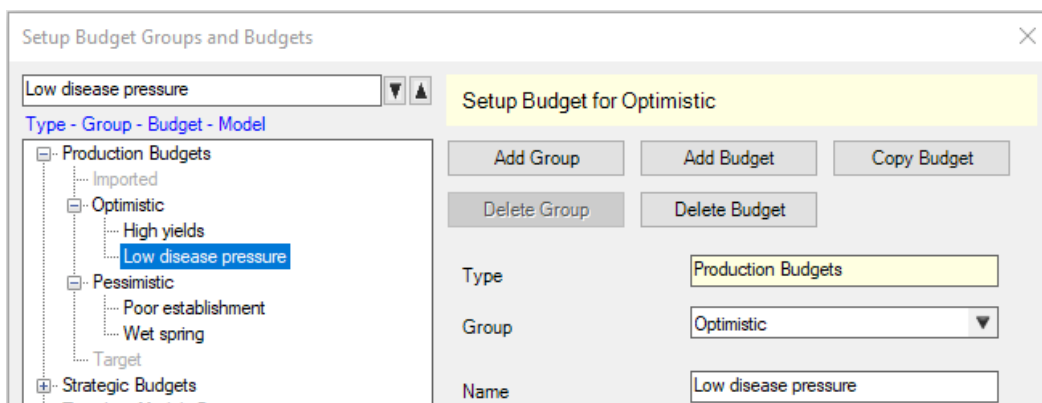 Setup Budget Groups and Budgets
Low disease pressure
Type - Group - Budget - Model
Production Budgets
Imported
Optimistic
High yields
Low disease pressure
Pessimistic
Poor establishment
Wet spring
Target
Strategic Budgets
Setup Budget for Optimistic
Add Group Add Budget Copy Budget
Delete Group Delete Budget
Type Production Budgets
Group Optimistic
Name Low disease pressure